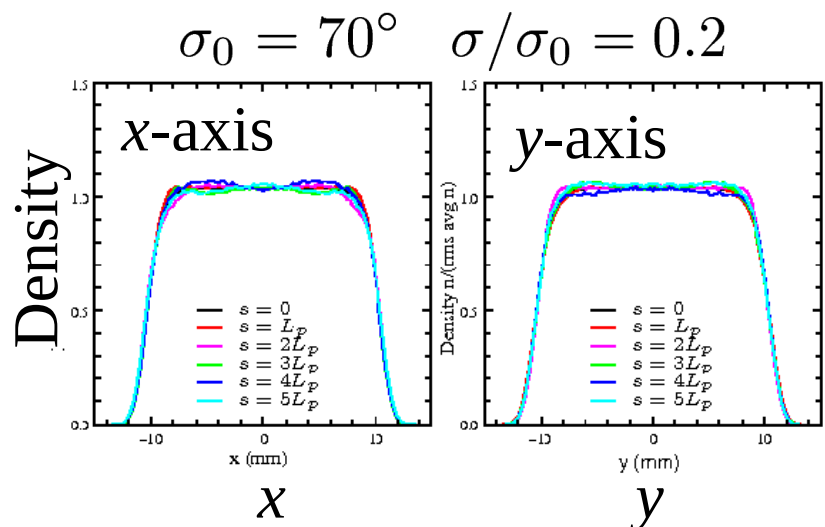 σ₀ = 70° σ/σ₀ = 0.2
Density
1.5
1.0
0.5
0.0
x-axis
s = 0
s = Lₚ
s = 2Lₚ
s = 3Lₚ
s = 4Lₚ
s = 5Lₚ
-10 0 10
x (mm)
x
Density n/(rms avg n)
1.5
1.0
0.5
0.0
y-axis
s = 0
s = Lₚ
s = 2Lₚ
s = 3Lₚ
s = 4Lₚ
s = 5Lₚ
-10 0 10
y (mm)
y